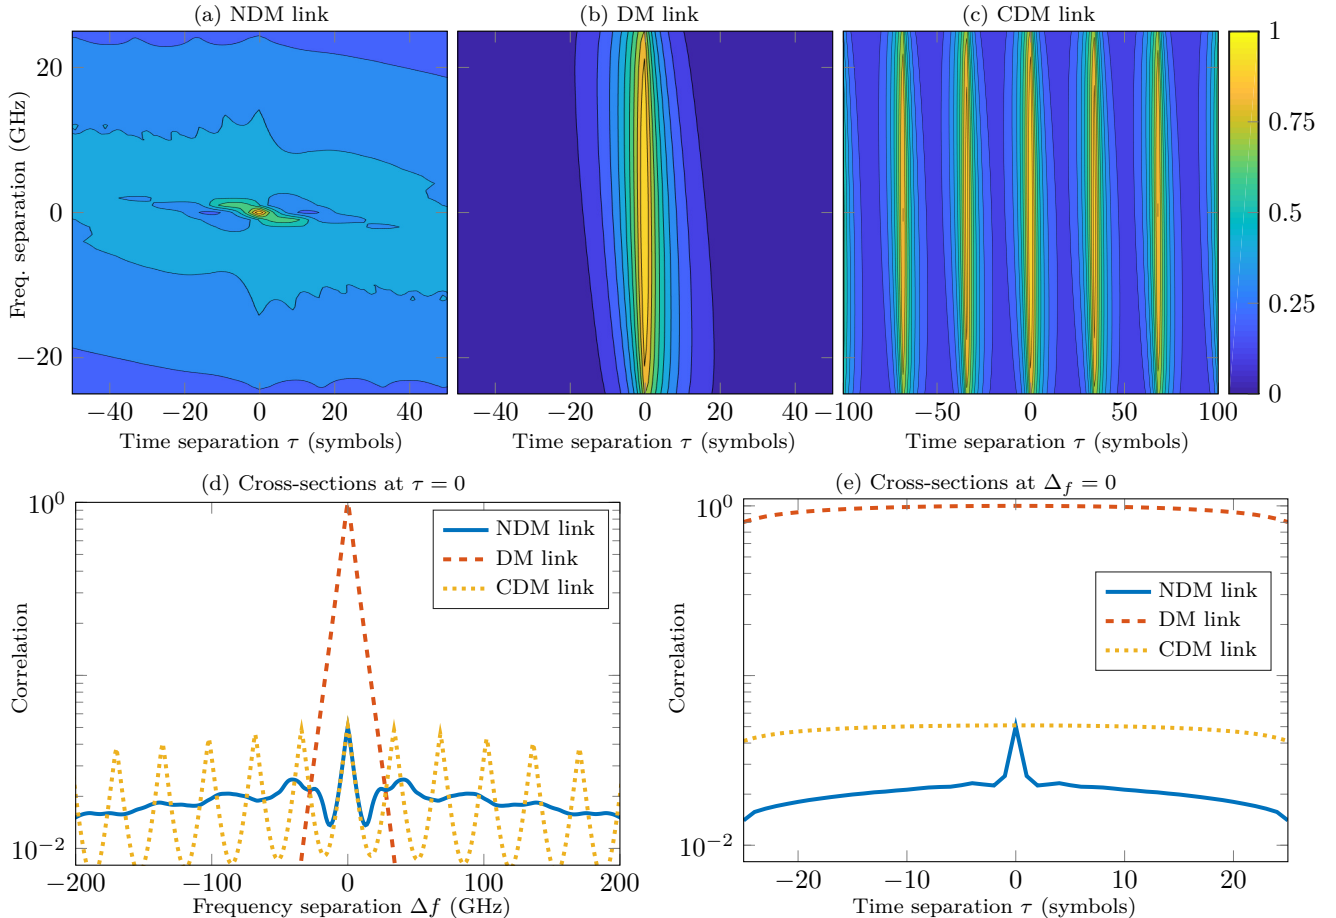 (a) NDM link
(b) DM link
(c) CDM link
Freq. separation (GHz)
20
0
−20
−40
−20
0
20
40
Time separation τ (symbols)
−40
−20
0
20
40
Time separation τ (symbols)
−100
−50
0
50
100
Time separation τ (symbols)
1
0.75
0.5
0.25
0
(d) Cross-sections at τ = 0
Correlation
10^0
10^−2
NDM link
DM link
CDM link
−200
−100
0
100
200
Frequency separation Δf (GHz)
(e) Cross-sections at Δ_f = 0
Correlation
10^0
10^−2
NDM link
DM link
CDM link
−20
−10
0
10
20
Time separation τ (symbols)